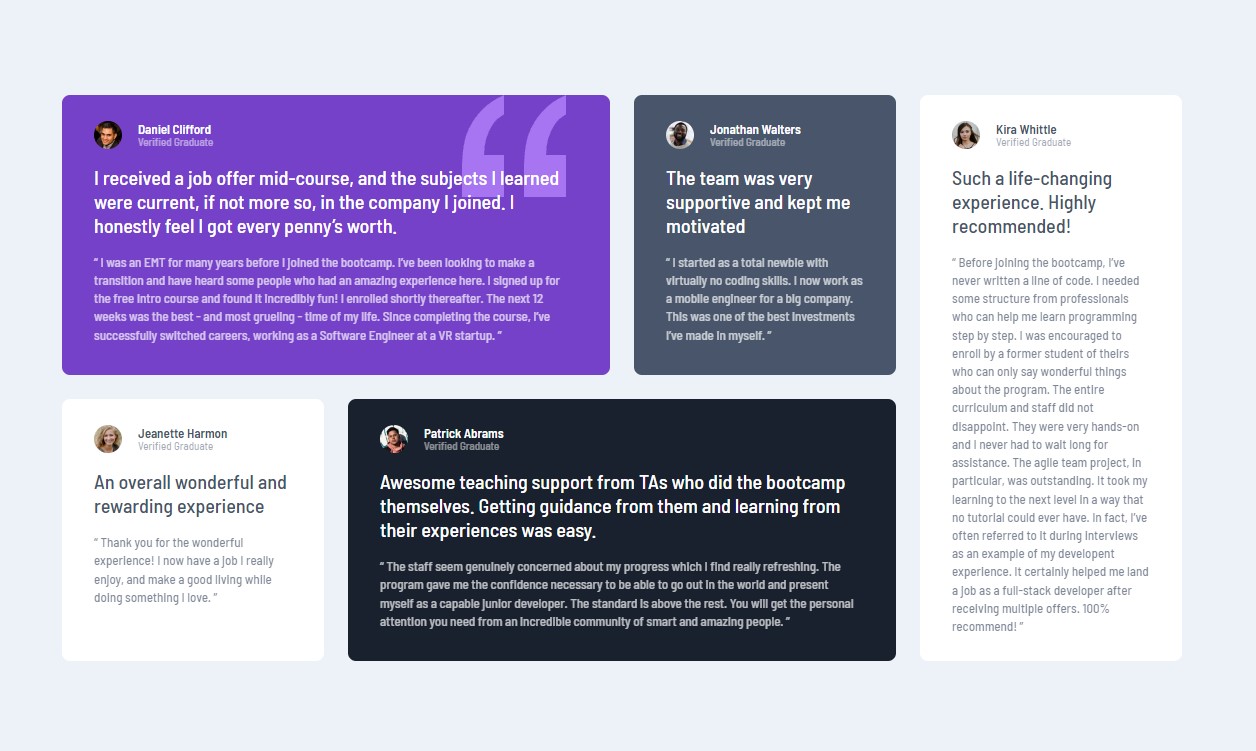 Daniel Clifford
Verified Graduate
I received a job offer mid-course, and the subjects I learned
were current, if not more so, in the company I joined. I
honestly feel I got every penny’s worth.
“ I was an EMT for many years before I joined the bootcamp. I’ve been looking to make a
transition and have heard some people who had an amazing experience here. I signed up for
the free intro course and found it incredibly fun! I enrolled shortly thereafter. The next 12
weeks was the best - and most grueling - time of my life. Since completing the course, I’ve
successfully switched careers, working as a Software Engineer at a VR startup. ”
Jonathan Walters
Verified Graduate
The team was very
supportive and kept me
motivated
“ I started as a total newbie with
virtually no coding skills. I now work as
a mobile engineer for a big company.
This was one of the best investments
I’ve made in myself. ”
Kira Whittle
Verified Graduate
Such a life-changing
experience. Highly
recommended!
“ Before joining the bootcamp, I’ve
never written a line of code. I needed
some structure from professionals
who can help me learn programming
step by step. I was encouraged to
enroll by a former student of theirs
who can only say wonderful things
about the program. The entire
curriculum and staff did not
disappoint. They were very hands-on
and I never had to wait long for
assistance. The agile team project, in
particular, was outstanding. It took my
learning to the next level in a way that
no tutorial could ever have. In fact, I’ve
often referred to it during interviews
as an example of my developent
experience. It certainly helped me land
a job as a full-stack developer after
receiving multiple offers. 100%
recommend! ”
Jeanette Harmon
Verified Graduate
An overall wonderful and
rewarding experience
“ Thank you for the wonderful
experience! I now have a job I really
enjoy, and make a good living while
doing something I love. ”
Patrick Abrams
Verified Graduate
Awesome teaching support from TAs who did the bootcamp
themselves. Getting guidance from them and learning from
their experiences was easy.
“ The staff seem genuinely concerned about my progress which I find really refreshing. The
program gave me the confidence necessary to be able to go out in the world and present
myself as a capable junior developer. The standard is above the rest. You will get the personal
attention you need from an incredible community of smart and amazing people. ”